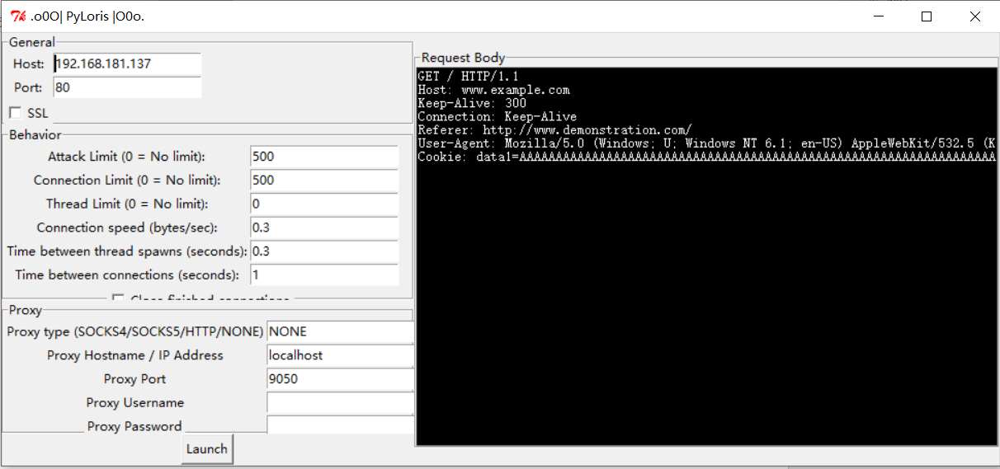 .o0O| PyLoris |O0o.
General
Host: 192.168.181.137
Port: 80
SSL
Behavior
Attack Limit (0 = No limit): 500
Connection Limit (0 = No limit): 500
Thread Limit (0 = No limit): 0
Connection speed (bytes/sec): 0.3
Time between thread spawns (seconds): 0.3
Time between connections (seconds): 1
Close finished connections
Proxy
Proxy type (SOCKS4/SOCKS5/HTTP/NONE) NONE
Proxy Hostname / IP Address localhost
Proxy Port 9050
Proxy Username
Proxy Password
Launch
Request Body
GET / HTTP/1.1
Host: www.example.com
Keep-Alive: 300
Connection: Keep-Alive
Referer: http://www.demonstration.com/
User-Agent: Mozilla/5.0 (Windows; U; Windows NT 6.1; en-US) AppleWebKit/532.5 (K
Cookie: data1=AAAAAAAAAAAAAAAAAAAAAAAAAAAAAAAAAAAAAAAAAAAAAAAAAAAAAAAAAAAAAAAAAA